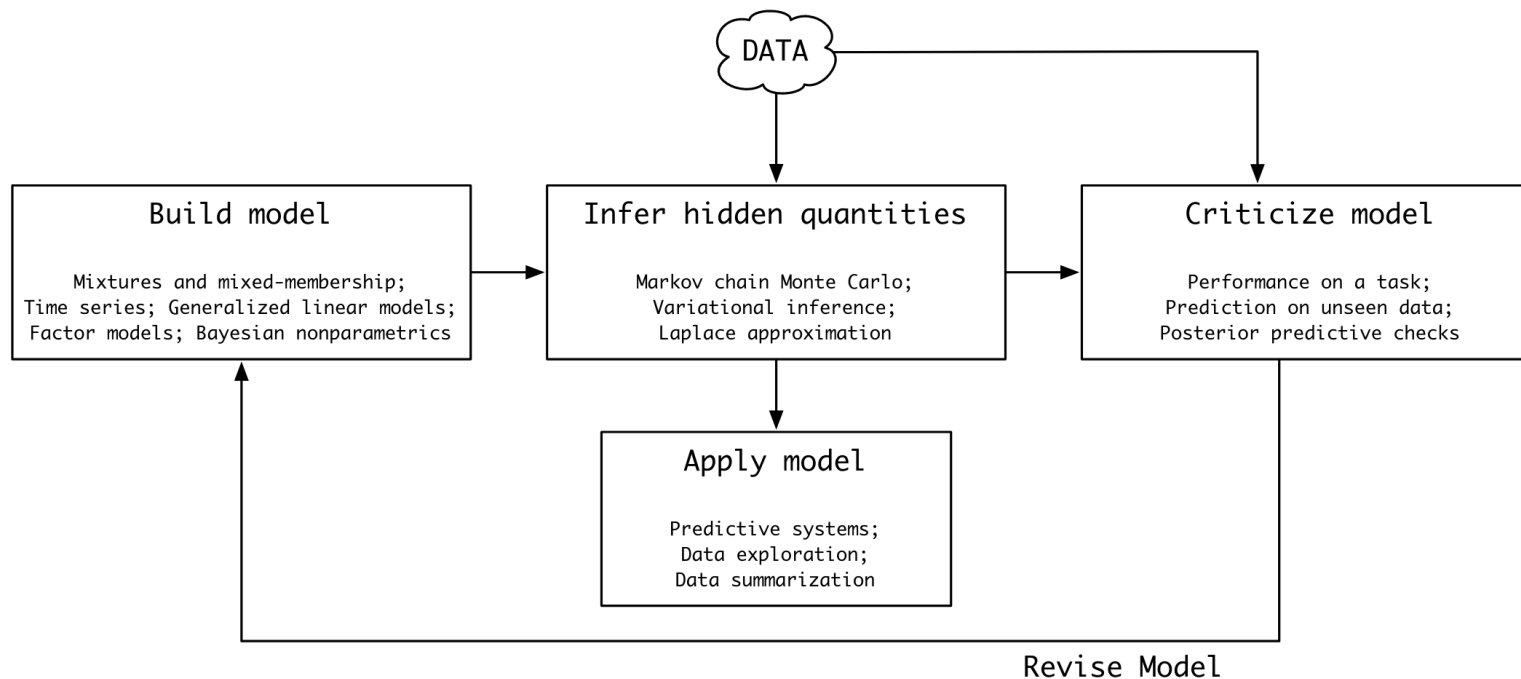 DATA
Build model
Mixtures and mixed-membership;
Time series; Generalized linear models;
Factor models; Bayesian nonparametrics
Infer hidden quantities
Markov chain Monte Carlo;
Variational inference;
Laplace approximation
Criticize model
Performance on a task;
Prediction on unseen data;
Posterior predictive checks
Apply model
Predictive systems;
Data exploration;
Data summarization
Revise Model